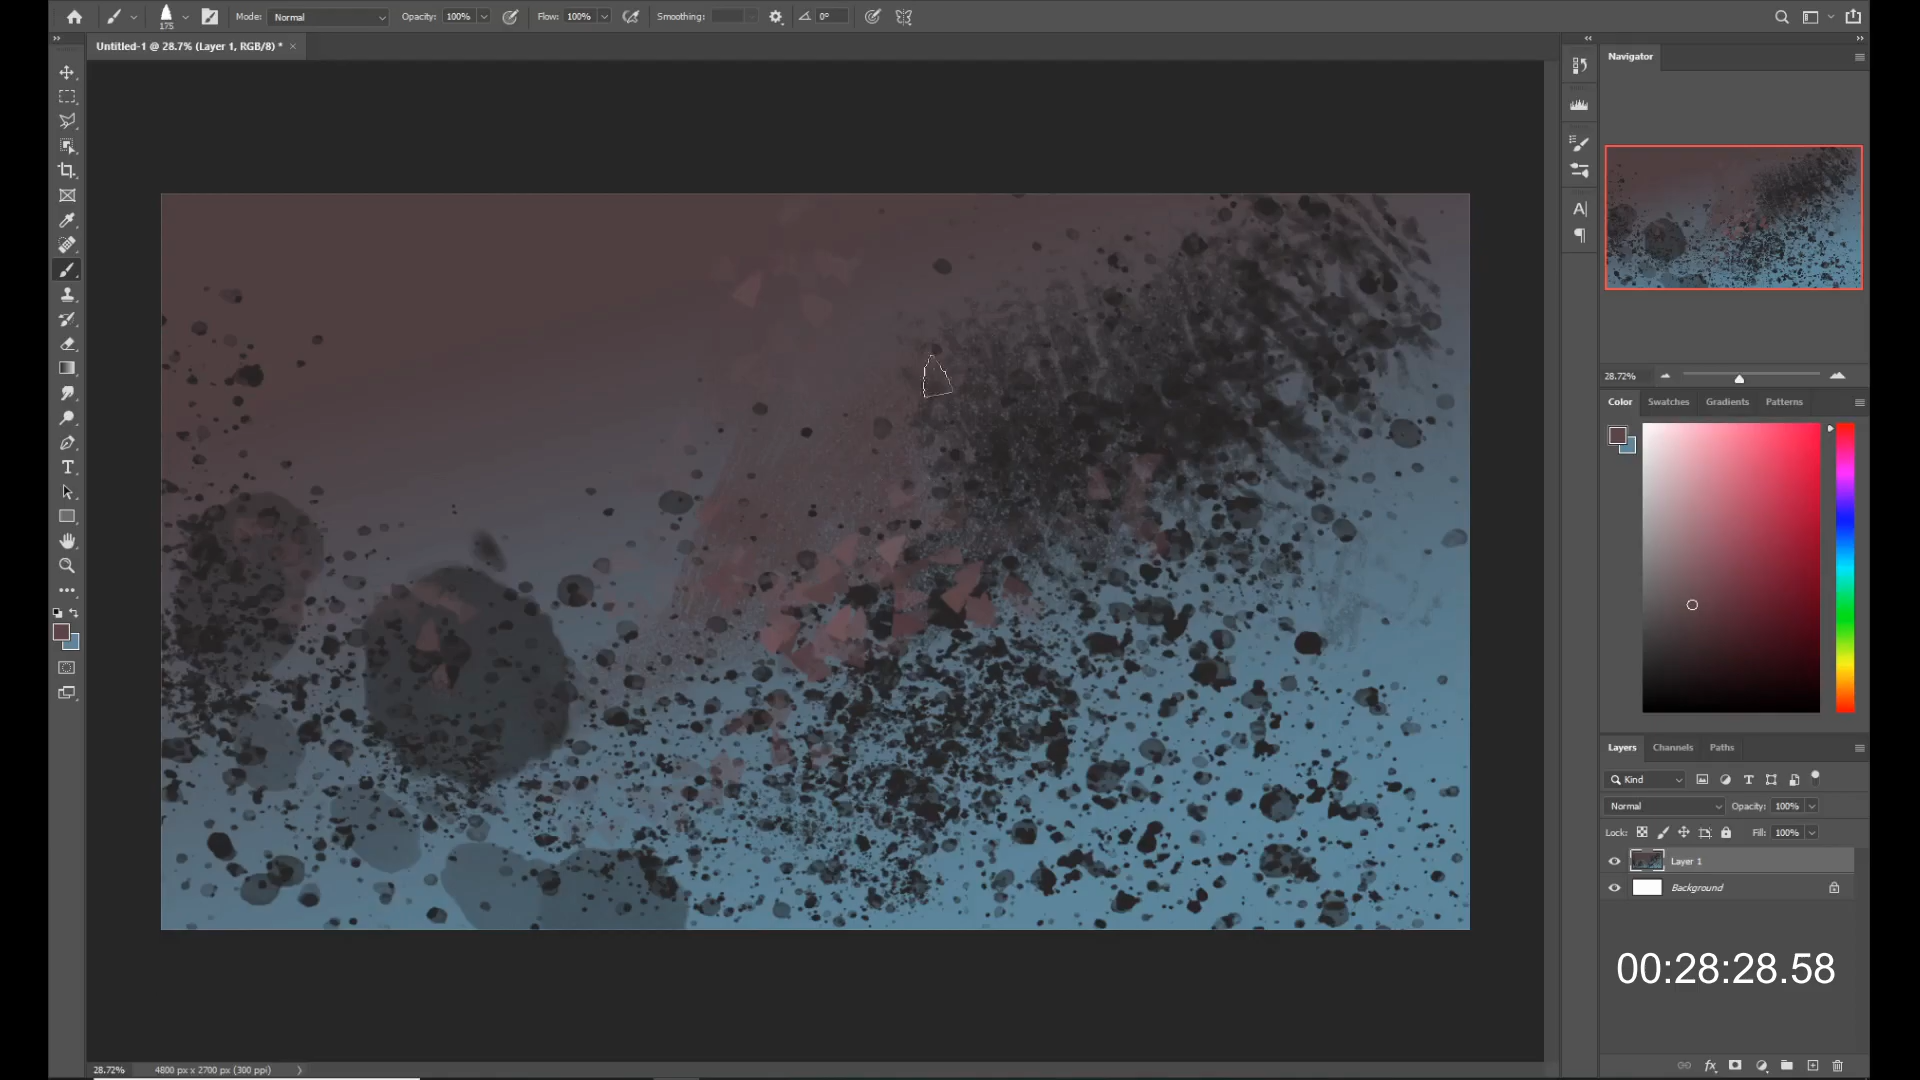 Mode: Normal Opacity: 100% Flow: 100% Smoothing: 0°
175
Untitled-1 @ 28.7% (Layer 1, RGB/8) *
Navigator
28.72%
Color Swatches Gradients Patterns
Layers Channels Paths
Kind
Normal Opacity: 100%
Lock: Fill: 100%
Layer 1
Background
00:28:28.58
28.72% 4800 px x 2700 px (300 ppi)